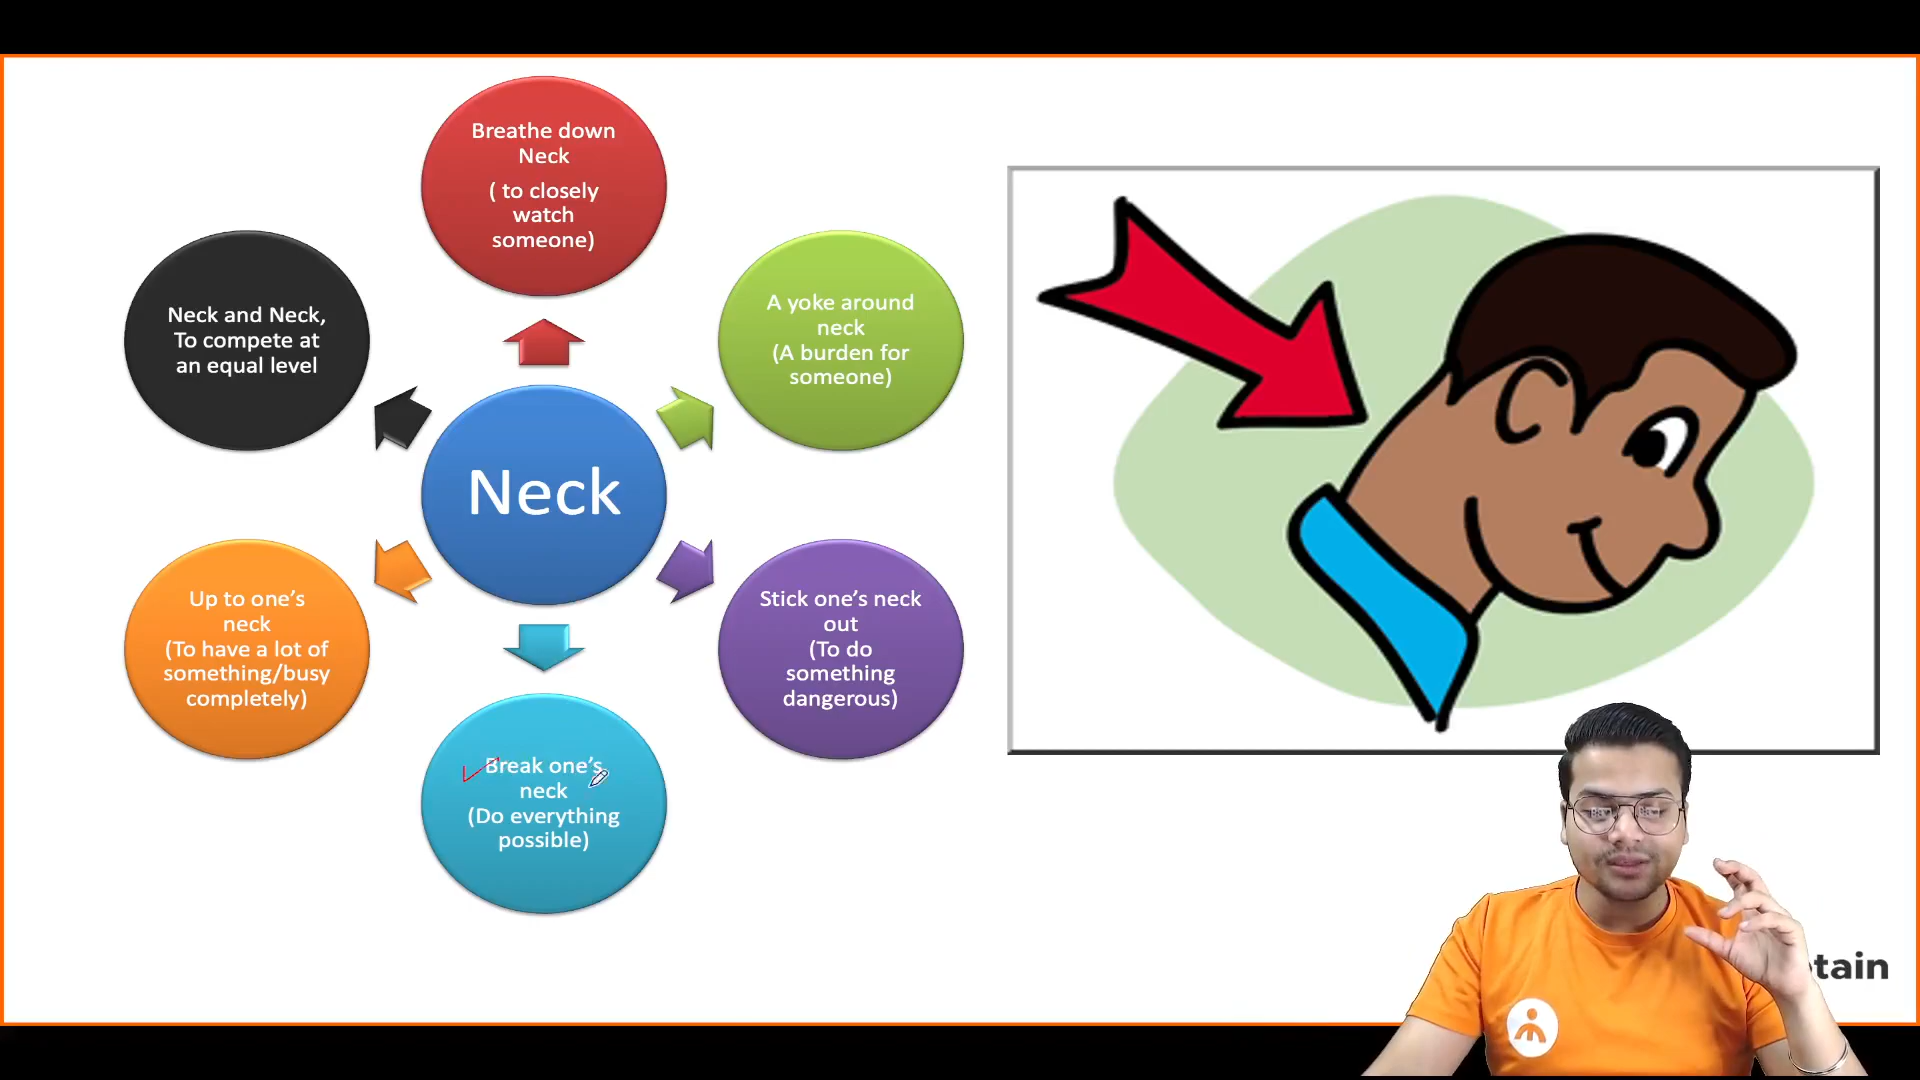 Breathe down
Neck
( to closely
watch
someone)
A yoke around
neck
(A burden for
someone)
Stick one’s neck
out
(To do
something
dangerous)
Break one’s
neck
(Do everything
possible)
Up to one’s
neck
(To have a lot of
something/busy
completely)
Neck and Neck,
To compete at
an equal level
Neck
tain